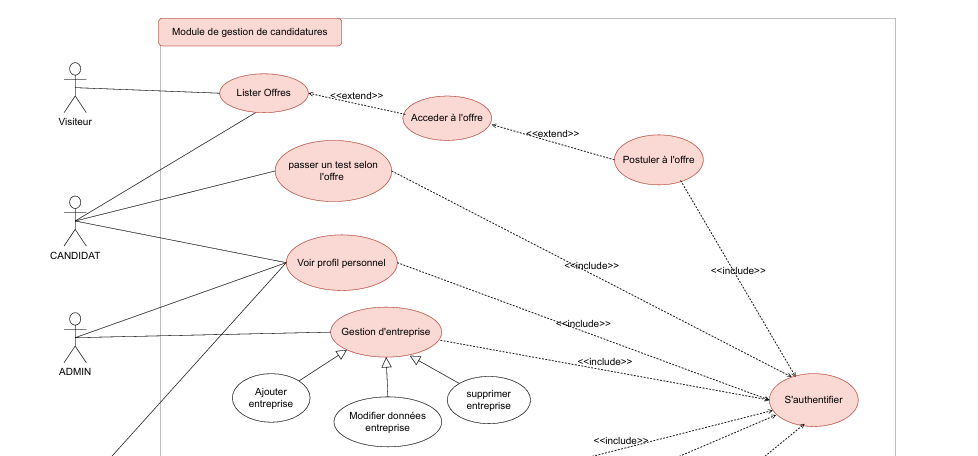 Module de gestion de candidatures
Visiteur
Lister Offres
<<extend>>
Acceder à l'offre
<<extend>>
Postuler à l'offre
passer un test selon
l'offre
CANDIDAT
Voir profil personnel
<<include>>
<<include>>
<<include>>
ADMIN
Gestion d'entreprise
<<include>>
Ajouter
entreprise
Modifier données
entreprise
supprimer
entreprise
S'authentifier
<<include>>